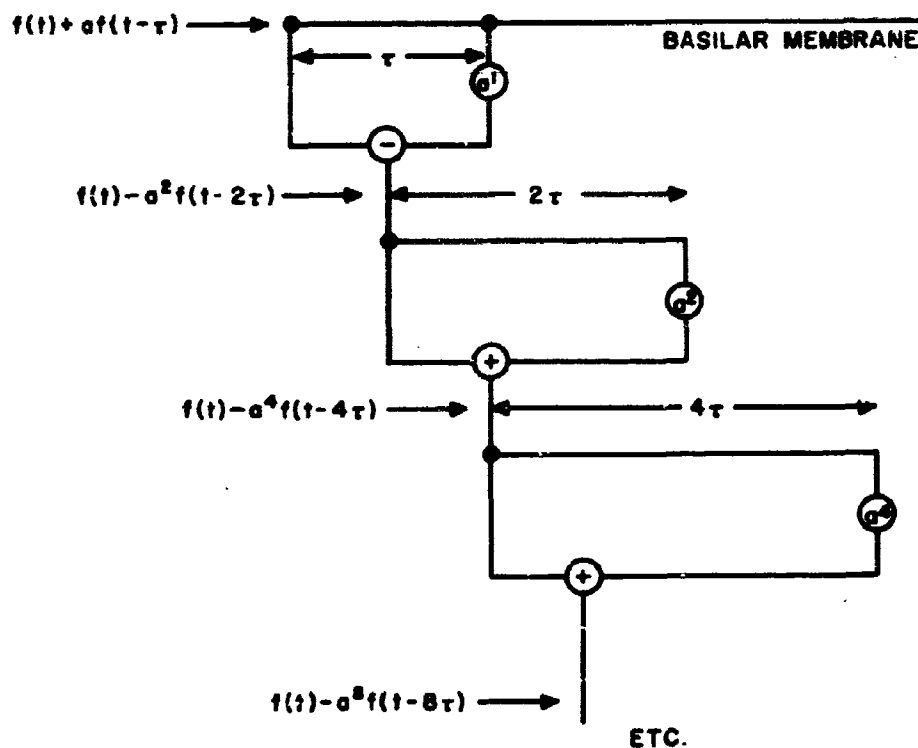 f(t) + af(t-τ)
BASILAR MEMBRANE
τ
a¹
−
f(t) − a²f(t-2τ)
2τ
a²
+
f(t) − a⁴f(t-4τ)
4τ
a⁴
+
f(t) − a⁸f(t-8τ)
ETC.